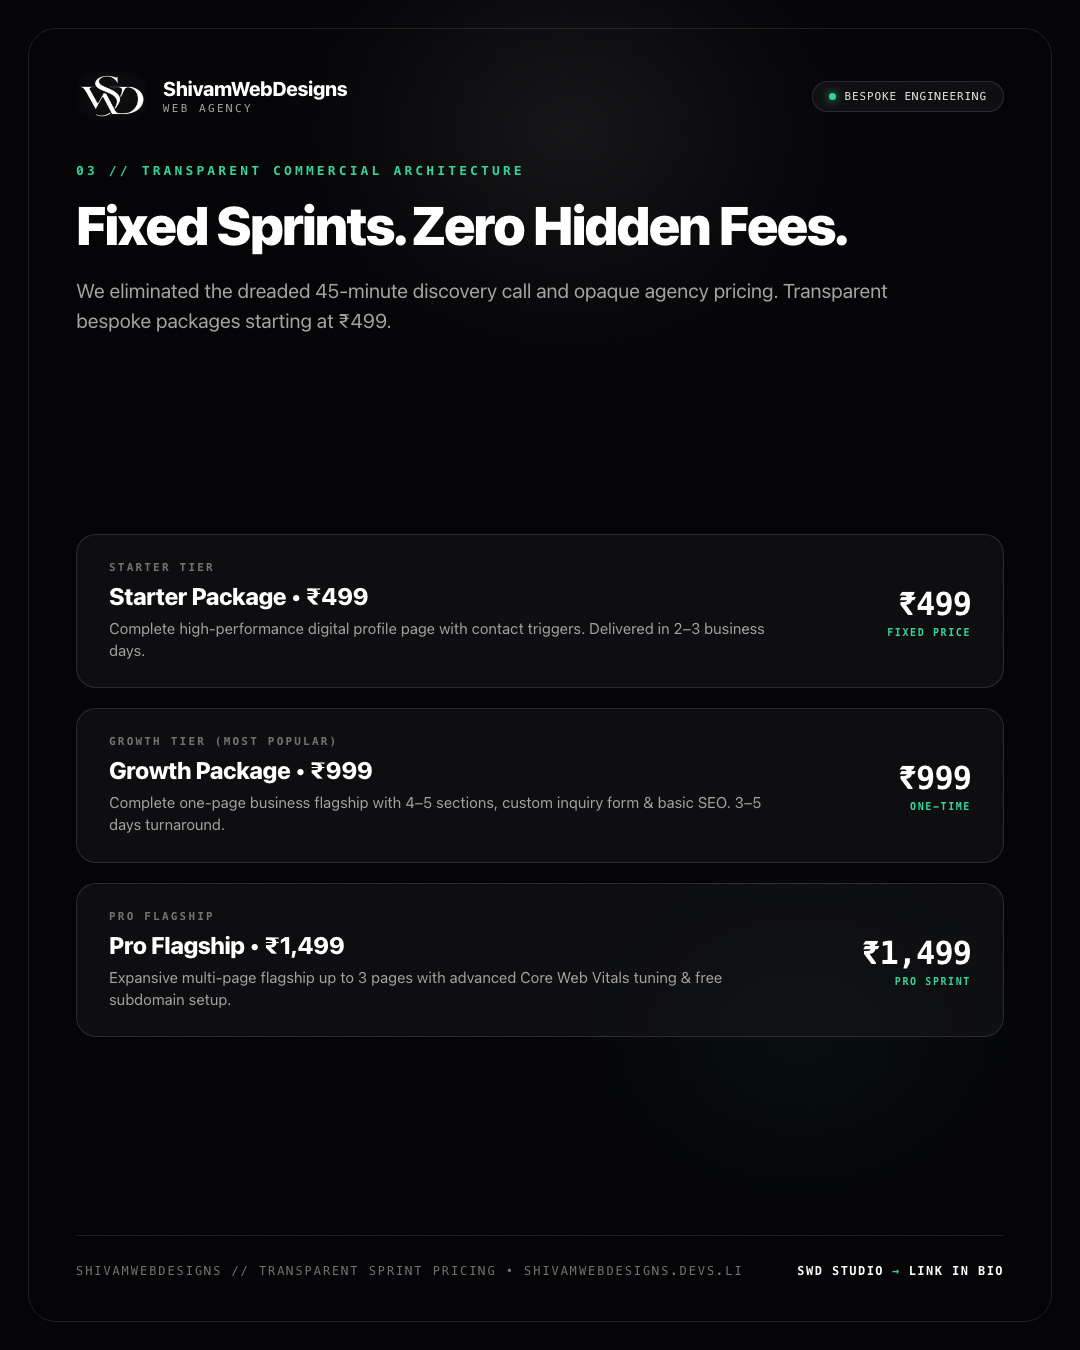 WSD
ShivamWebDesigns
WEB AGENCY
BESPOKE ENGINEERING
03 // TRANSPARENT COMMERCIAL ARCHITECTURE
Fixed Sprints. Zero Hidden Fees.
We eliminated the dreaded 45-minute discovery call and opaque agency pricing. Transparent
bespoke packages starting at ₹499.
STARTER TIER
Starter Package • ₹499
Complete high-performance digital profile page with contact triggers. Delivered in 2–3 business
days.
₹499
FIXED PRICE
GROWTH TIER (MOST POPULAR)
Growth Package • ₹999
Complete one-page business flagship with 4–5 sections, custom inquiry form & basic SEO. 3–5
days turnaround.
₹999
ONE-TIME
PRO FLAGSHIP
Pro Flagship • ₹1,499
Expansive multi-page flagship up to 3 pages with advanced Core Web Vitals tuning & free
subdomain setup.
₹1,499
PRO SPRINT
SHIVAMWEBDESIGNS // TRANSPARENT SPRINT PRICING • SHIVAMWEBDESIGNS.DEVS.LI
SWD STUDIO → LINK IN BIO